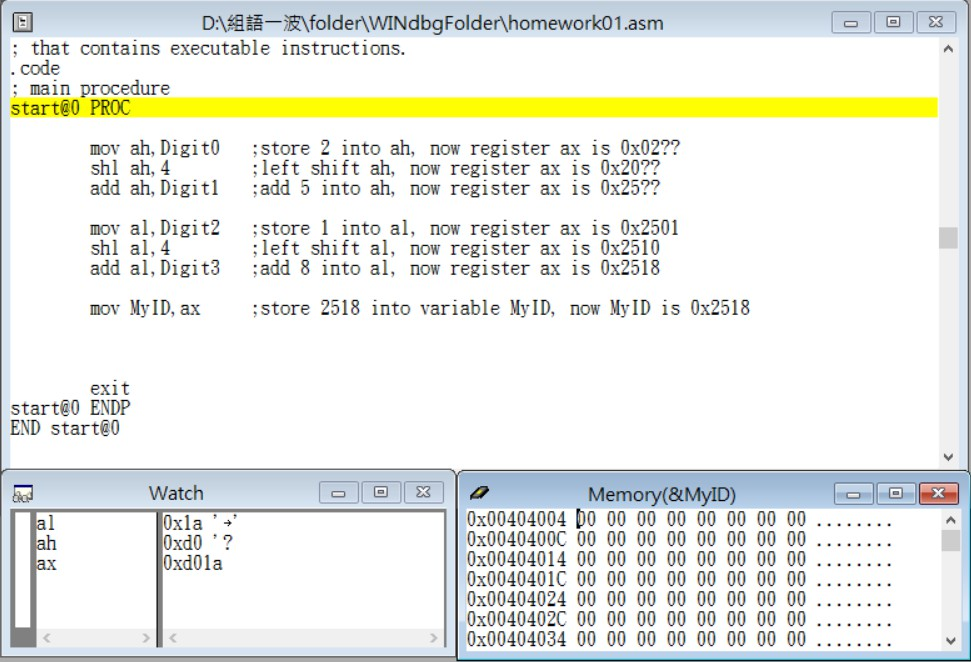 D:\組語一波\folder\WINdbgFolder\homework01.asm
; that contains executable instructions.
.code
; main procedure
start@0 PROC
mov ah,Digit0 ;store 2 into ah, now register ax is 0x02??
shl ah,4 ;left shift ah, now register ax is 0x20??
add ah,Digit1 ;add 5 into ah, now register ax is 0x25??
mov al,Digit2 ;store 1 into al, now register ax is 0x2501
shl al,4 ;left shift al, now register ax is 0x2510
add al,Digit3 ;add 8 into al, now register ax is 0x2518
mov MyID,ax ;store 2518 into variable MyID, now MyID is 0x2518
exit
start@0 ENDP
END start@0
Watch
al 0x1a '→'
ah 0xd0 '?
ax 0xd01a
Memory(&MyID)
0x00404004 00 00 00 00 00 00 00 00 ........
0x0040400C 00 00 00 00 00 00 00 00 ........
0x00404014 00 00 00 00 00 00 00 00 ........
0x0040401C 00 00 00 00 00 00 00 00 ........
0x00404024 00 00 00 00 00 00 00 00 ........
0x0040402C 00 00 00 00 00 00 00 00 ........
0x00404034 00 00 00 00 00 00 00 00 ........